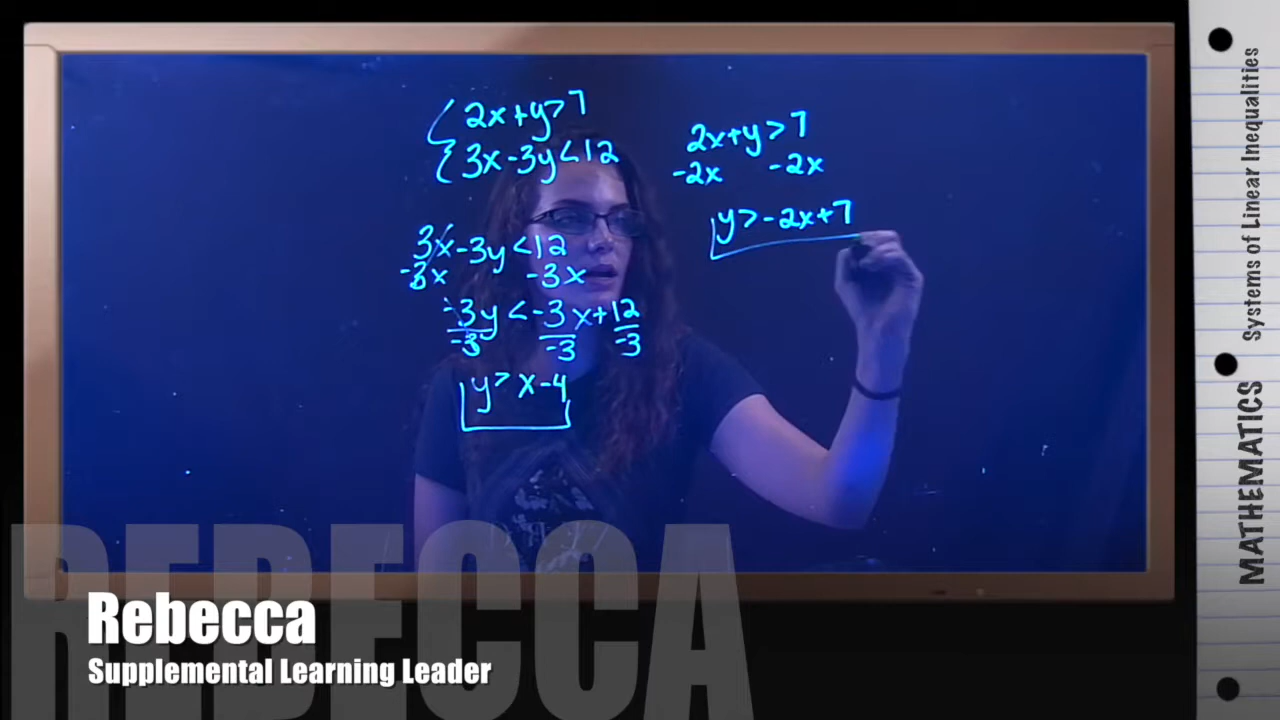 2x+y>7
3x-3y<12
3x-3y<12
-3x -3x
-3y<-3x+12
-3 -3 -3
y>x-4
2x+y>7
-2x -2x
y>-2x+7
REBECCA
Rebecca
Supplemental Learning Leader
MATHEMATICS Systems of Linear Inequalities